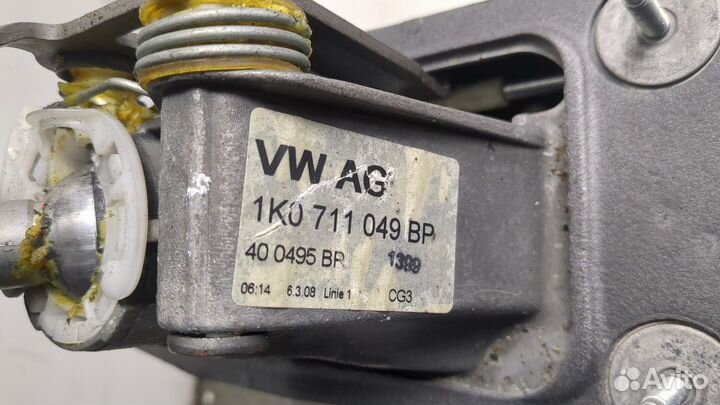 VW AG
1K0 711 049 BP
40 0495 BP 1399
06:14 6.3.08 Linie 1 CG3
Avito